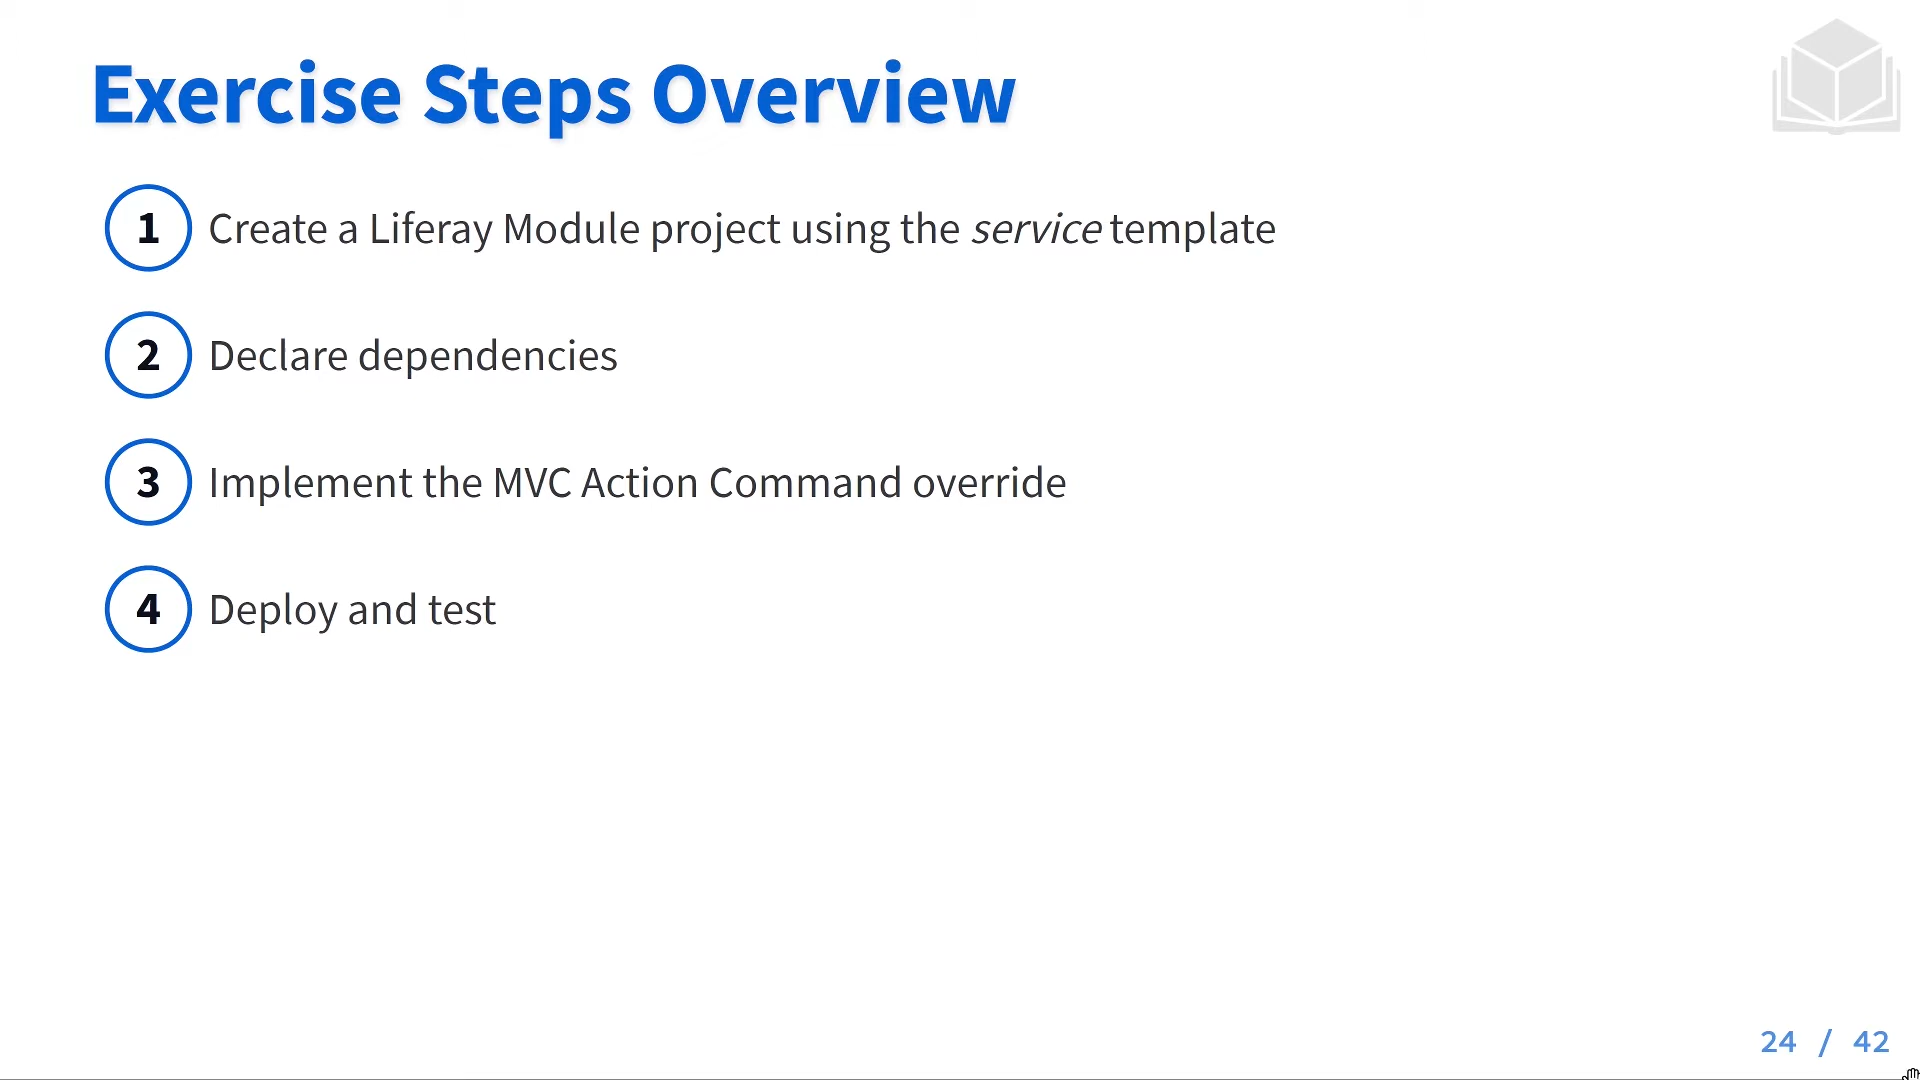 Exercise Steps Overview
1 Create a Liferay Module project using the service template
2 Declare dependencies
3 Implement the MVC Action Command override
4 Deploy and test
24 / 42